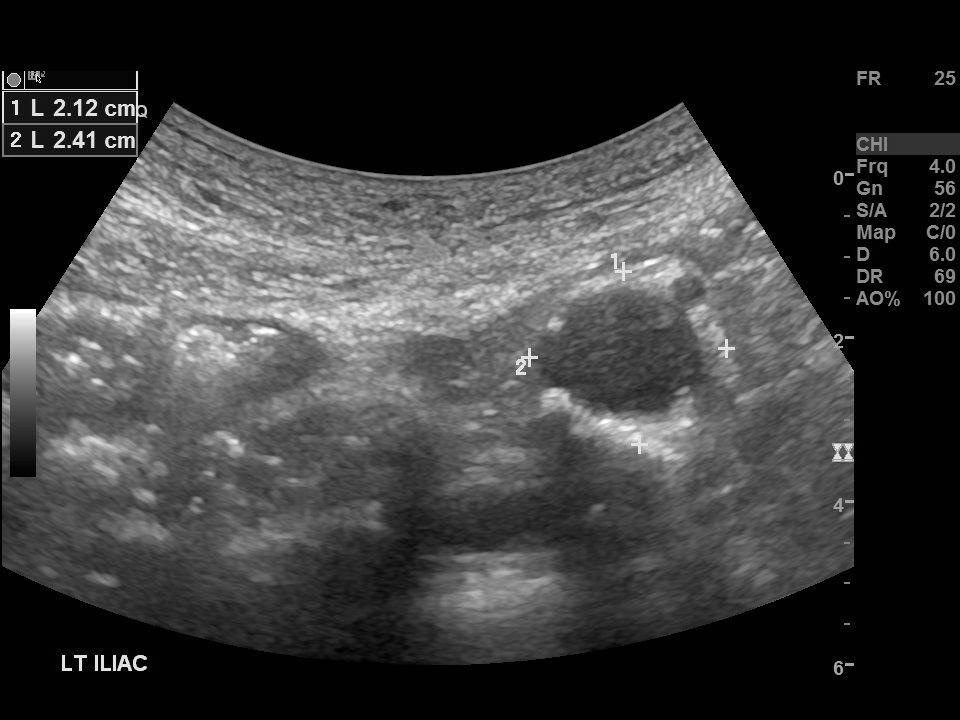 1 L 2.12 cm
2 L 2.41 cm
FR 25
CHI
Frq 4.0
Gn 56
S/A 2/2
Map C/0
D 6.0
DR 69
AO% 100
0
1
2
2
4
6
LT ILIAC